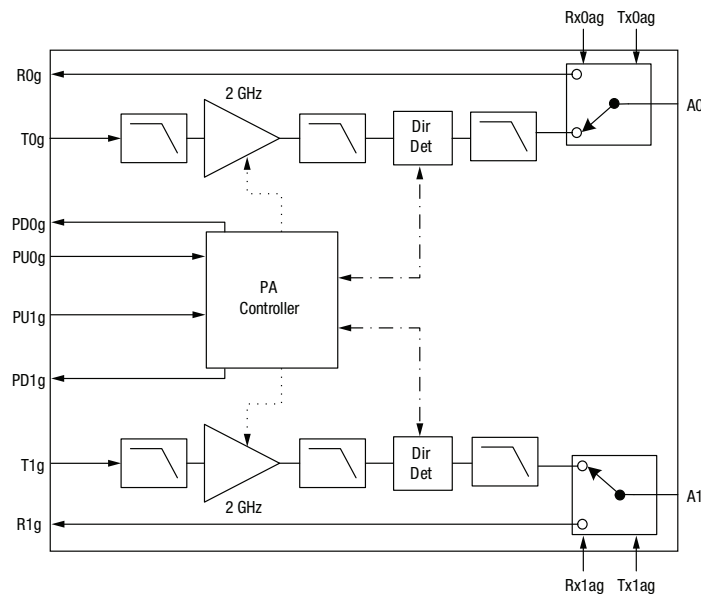 Rx0ag Tx0ag
R0g
2 GHz
A0
T0g
Dir
Det
PD0g
PU0g
PA
Controller
PU1g
PD1g
T1g
Dir
Det
2 GHz
A1
R1g
Rx1ag Tx1ag